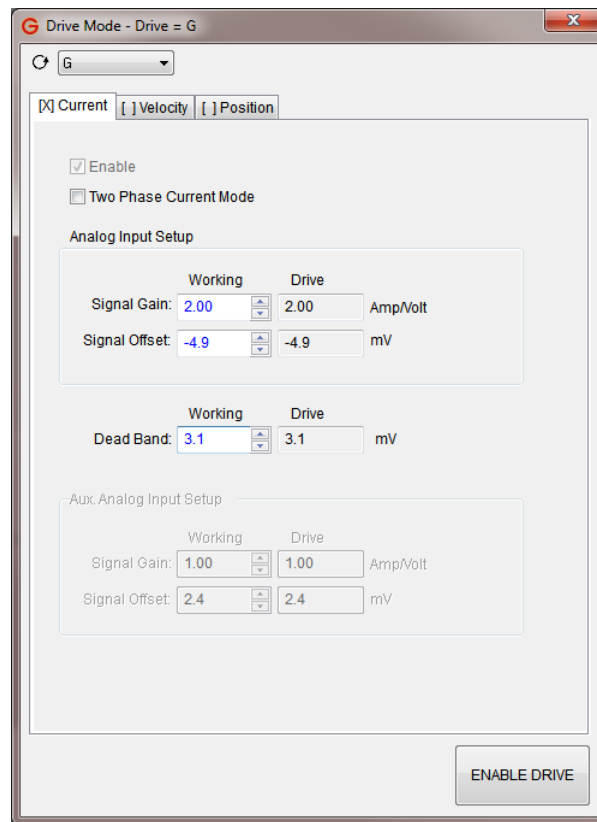 G Drive Mode - Drive = G
G
[X] Current [ ] Velocity [ ] Position
Enable
Two Phase Current Mode
Analog Input Setup
Working Drive
Signal Gain: 2.00 2.00 Amp/Volt
Signal Offset: -4.9 -4.9 mV
Working Drive
Dead Band: 3.1 3.1 mV
Aux. Analog Input Setup
Working Drive
Signal Gain: 1.00 1.00 Amp/Volt
Signal Offset: 2.4 2.4 mV
ENABLE DRIVE